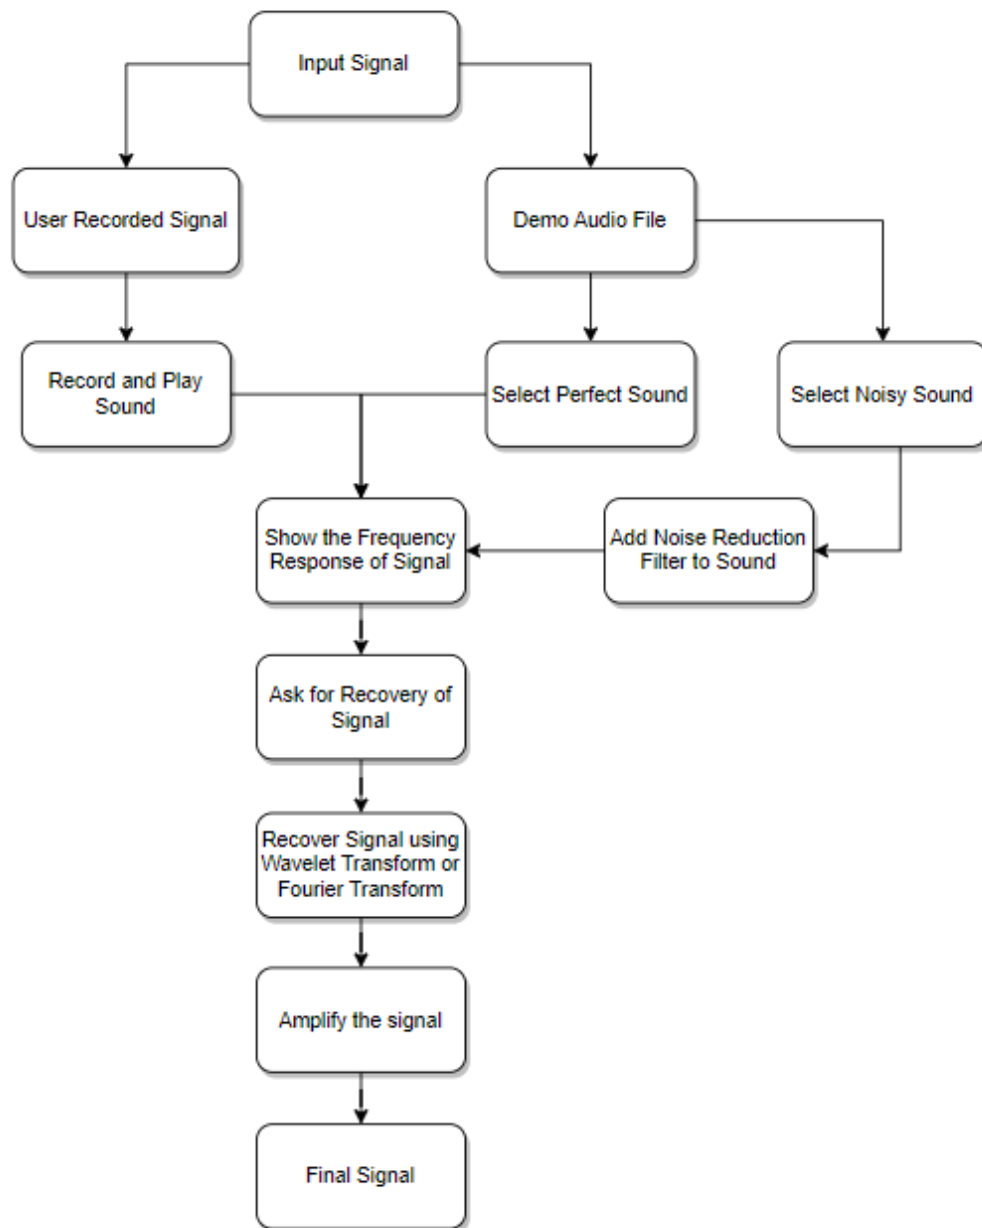 Input Signal
User Recorded Signal
Demo Audio File
Record and Play
Sound
Select Perfect Sound
Select Noisy Sound
Show the Frequency
Response of Signal
Add Noise Reduction
Filter to Sound
Ask for Recovery of
Signal
Recover Signal using
Wavelet Transform or
Fourier Transform
Amplify the signal
Final Signal